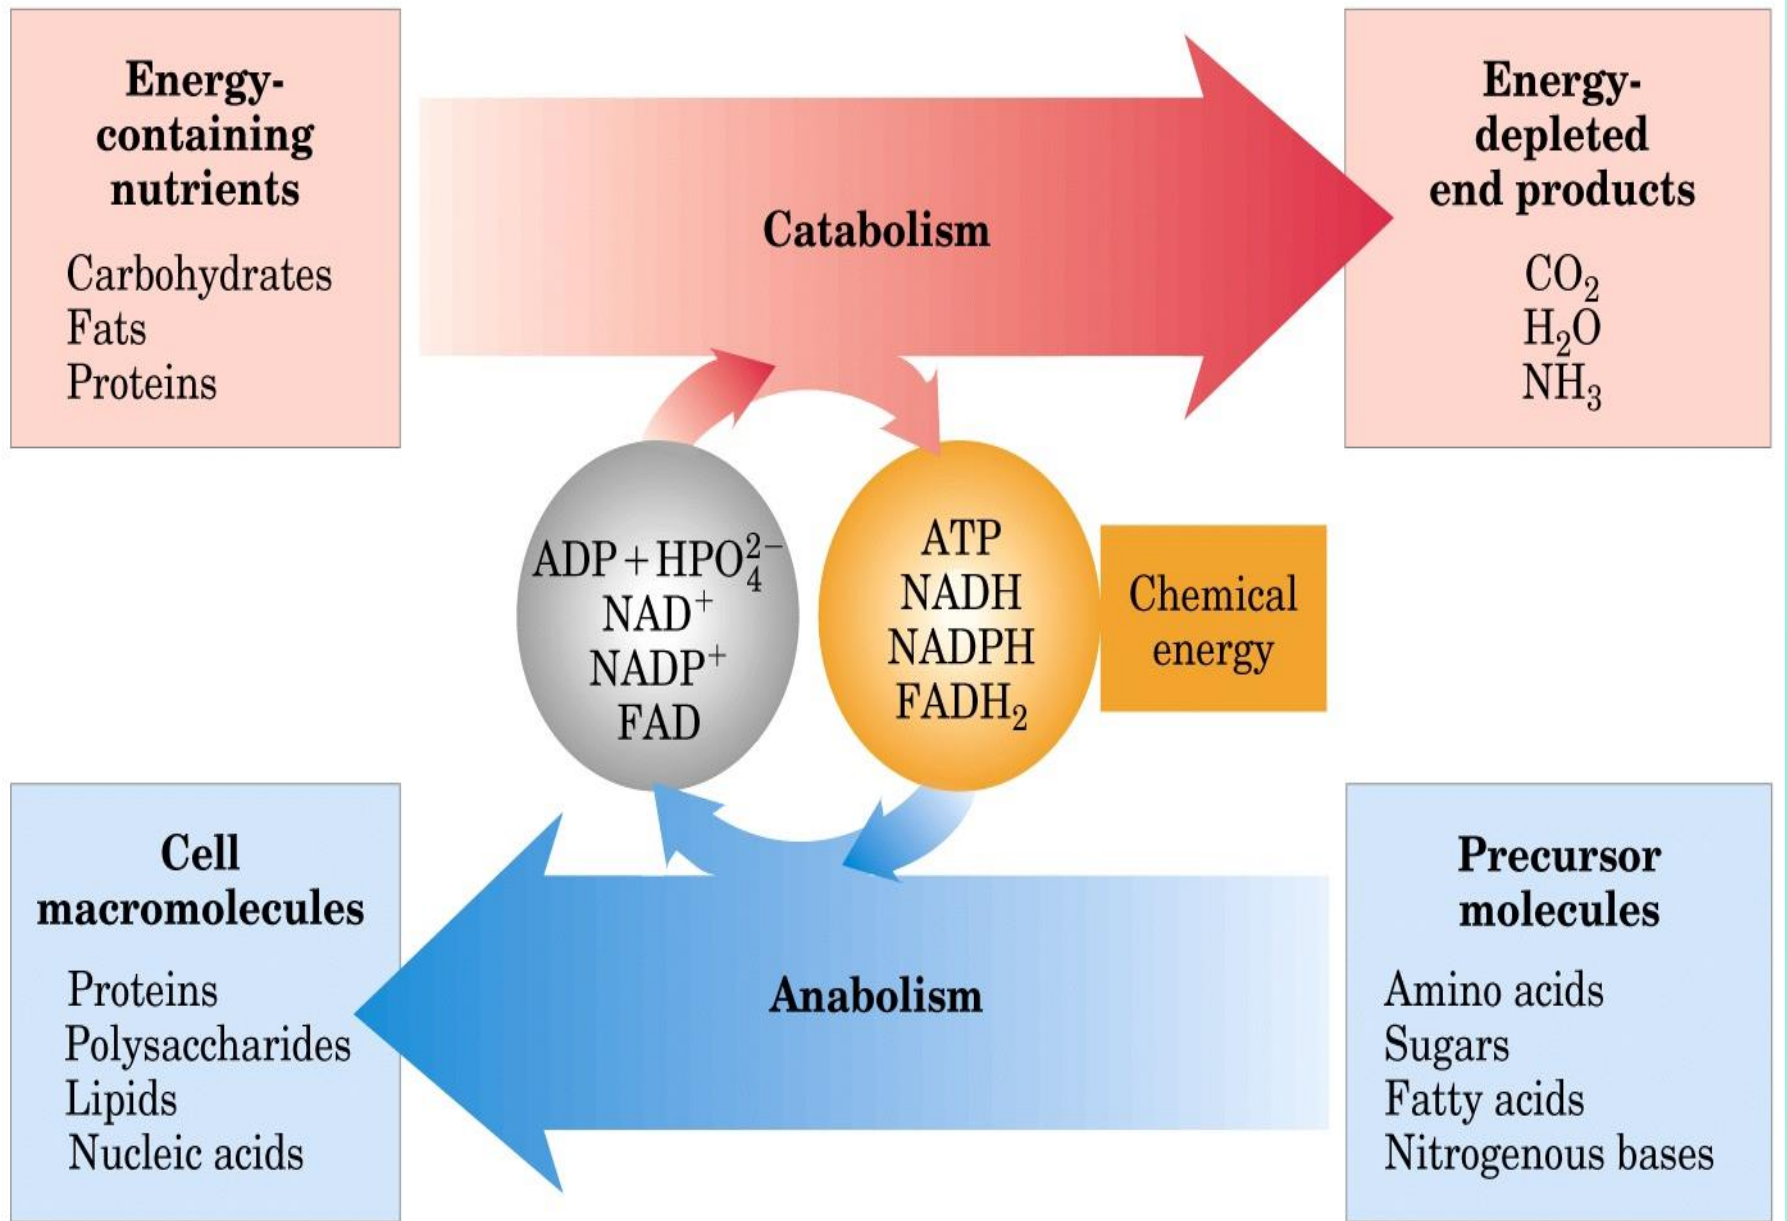 Energy-
containing
nutrients
Carbohydrates
Fats
Proteins
Catabolism
Energy-
depleted
end products
CO₂
H₂O
NH₃
ADP + HPO₄²⁻
NAD⁺
NADP⁺
FAD
ATP
NADH
NADPH
FADH₂
Chemical
energy
Cell
macromolecules
Proteins
Polysaccharides
Lipids
Nucleic acids
Anabolism
Precursor
molecules
Amino acids
Sugars
Fatty acids
Nitrogenous bases